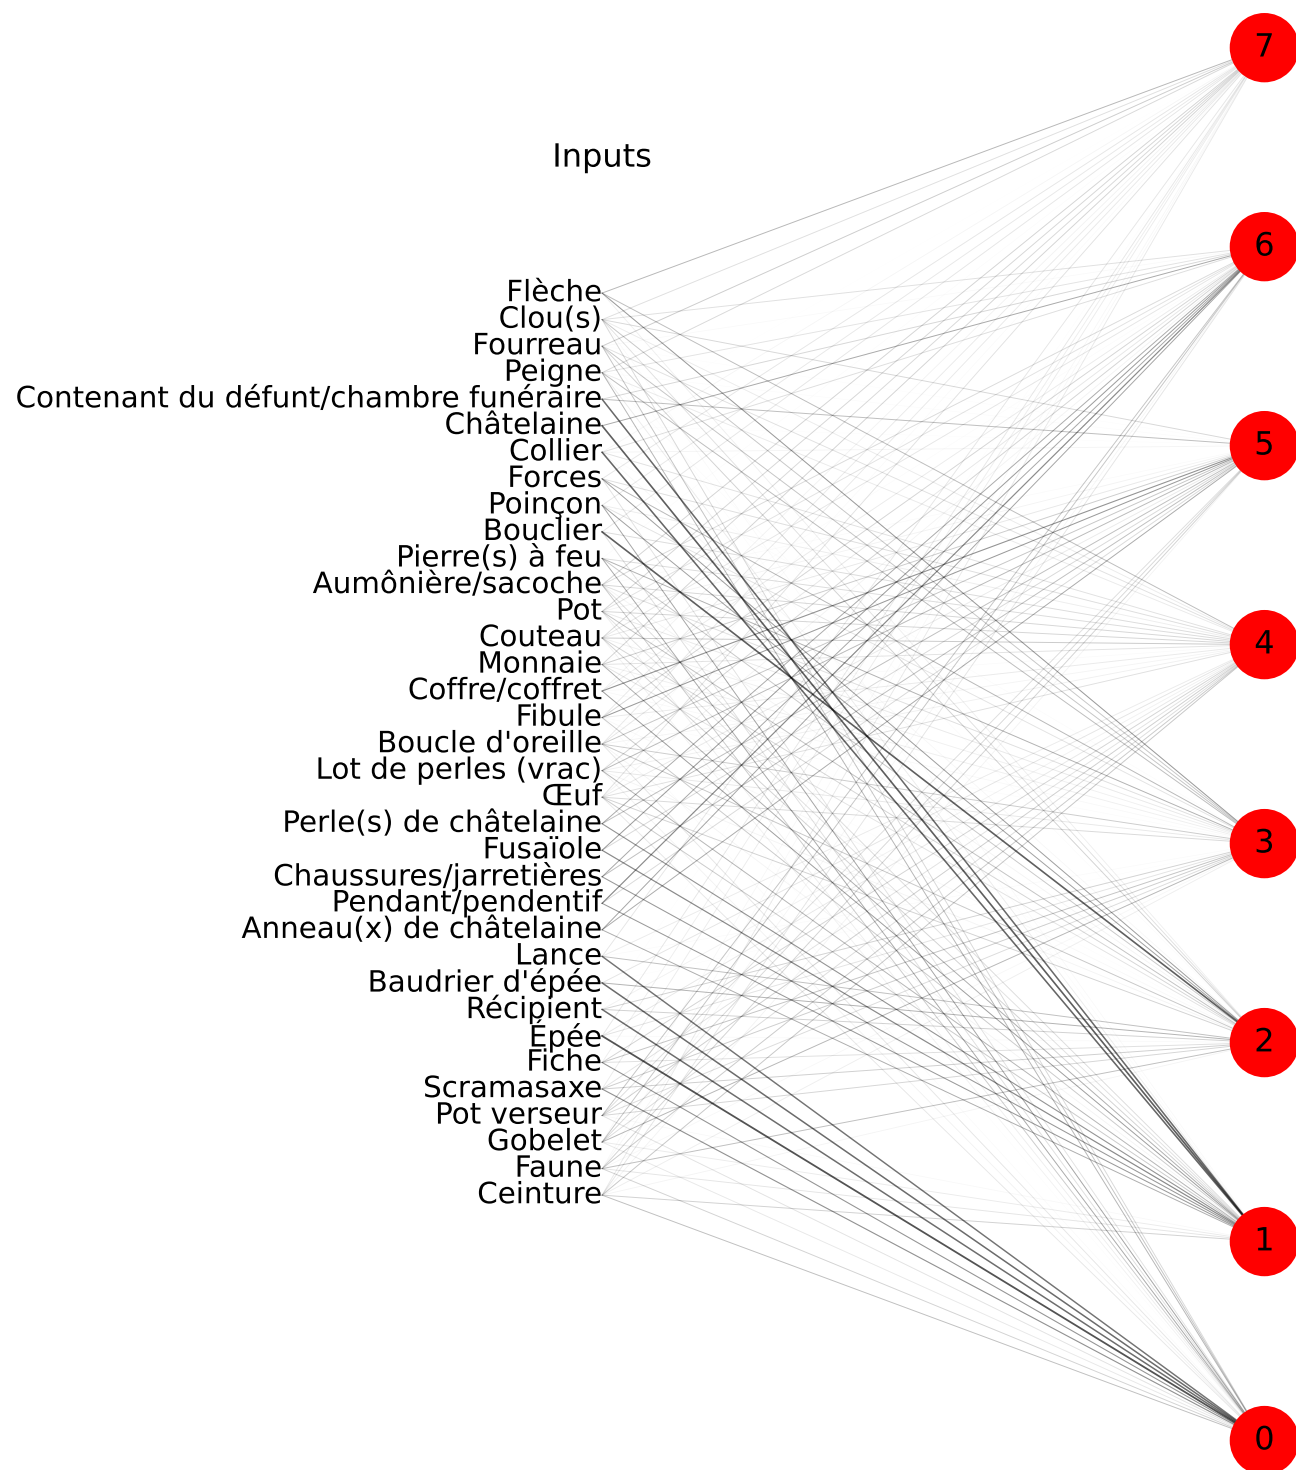 7
Inputs
6
Flèche
Clou(s)
Fourreau
Peigne
Contenant du défunt/chambre funéraire
Châtelaine
5
Collier
Forces
Poinçon
Bouclier
Pierre(s) à feu
Aumônière/sacoche
Pot
Couteau
4
Monnaie
Coffre/coffret
Fibule
Boucle d'oreille
Lot de perles (vrac)
Œuf
Perle(s) de châtelaine
3
Fusaïole
Chaussures/jarretières
Pendant/pendentif
Anneau(x) de châtelaine
Lance
Baudrier d'épée
Récipient
Épée
2
Fiche
Scramasaxe
Pot verseur
Gobelet
Faune
Ceinture
1
0